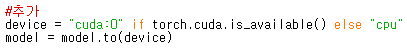 #추가
device = "cuda:0" if torch.cuda.is_available() else "cpu"
model = model.to(device)